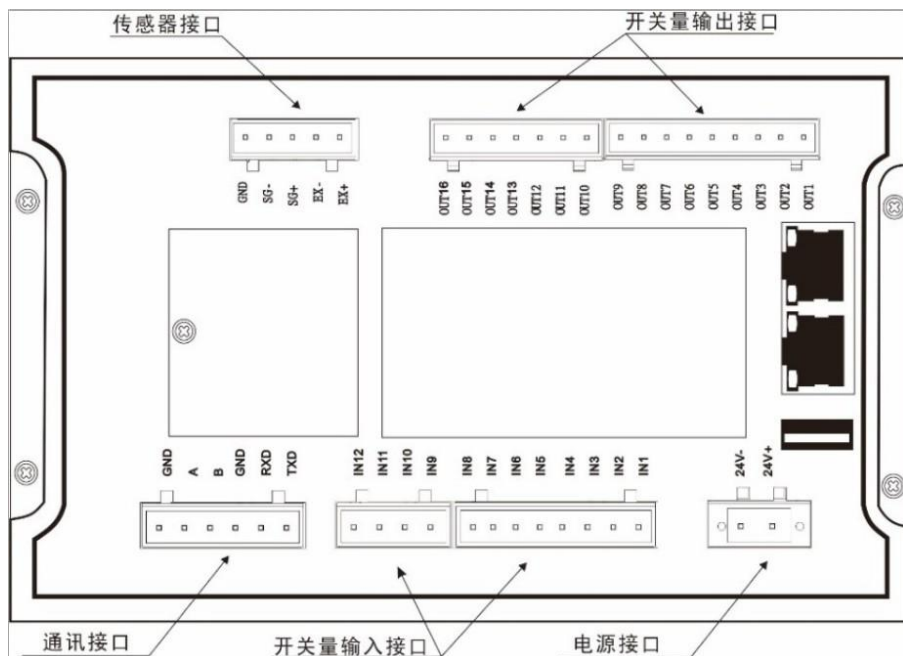 传感器接口
开关量输出接口
GND SG- SG+ EX- EX+
OUT16 OUT15 OUT14 OUT13 OUT12 OUT11 OUT10 OUT9 OUT8 OUT7 OUT6 OUT5 OUT4 OUT3 OUT2 OUT1
GND A B GND RXD TXD
IN12 IN11 IN10 IN9 IN8 IN7 IN6 IN5 IN4 IN3 IN2 IN1
24V- 24V+
通讯接口
开关量输入接口
电源接口